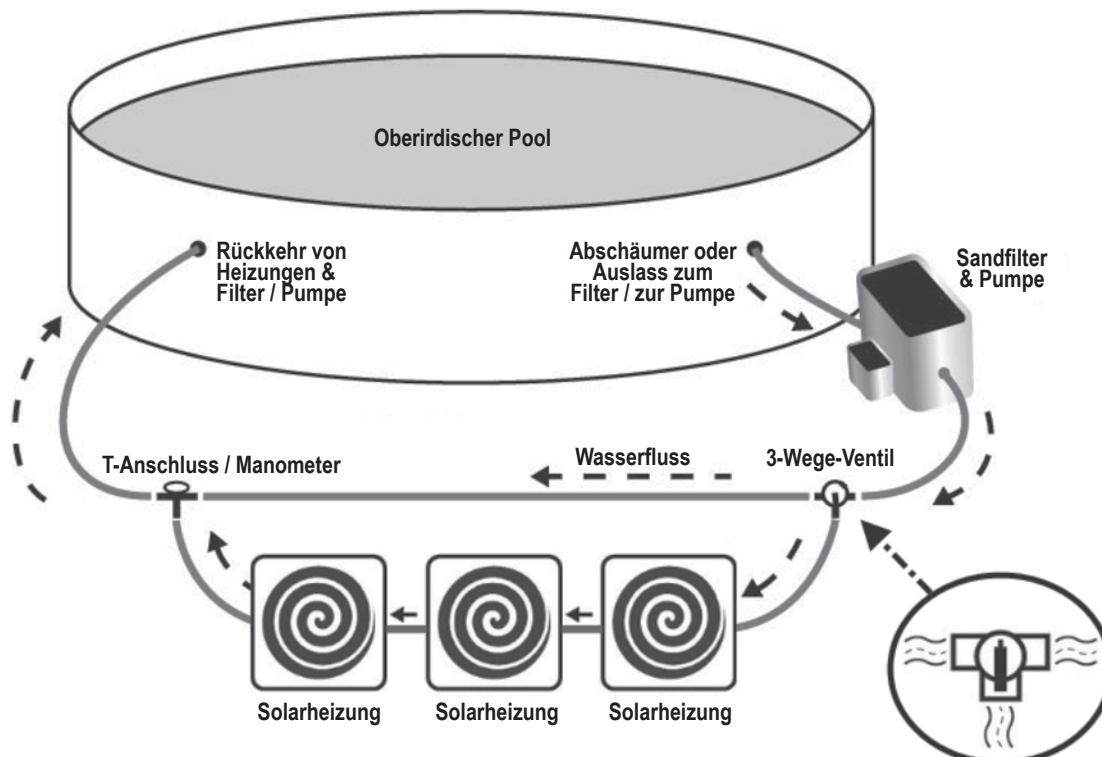 Oberirdischer Pool
Rückkehr von
Heizungen &
Filter / Pumpe
Abschäumer oder
Auslass zum
Filter / zur Pumpe
Sandfilter
& Pumpe
T-Anschluss / Manometer
Wasserfluss
3-Wege-Ventil
Solarheizung
Solarheizung
Solarheizung